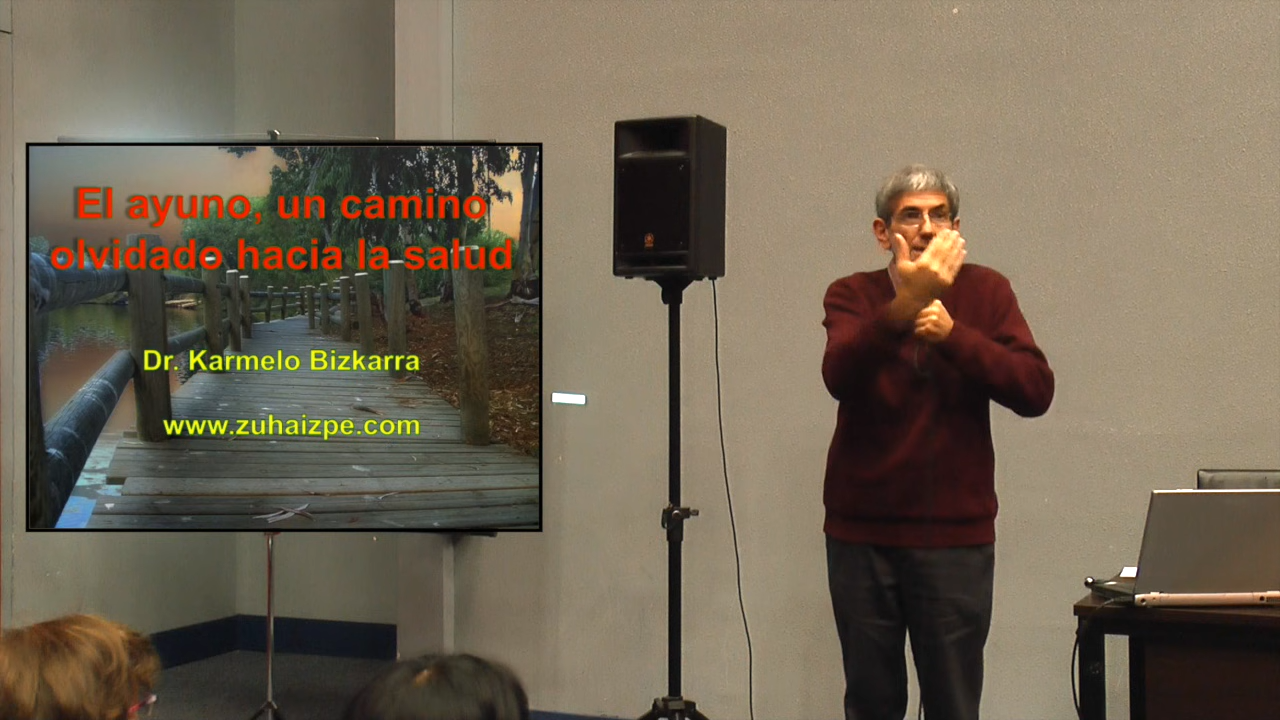 El ayuno, un camino
olvidado hacia la salud
Dr. Karmelo Bizkarra
www.zuhaizpe.com